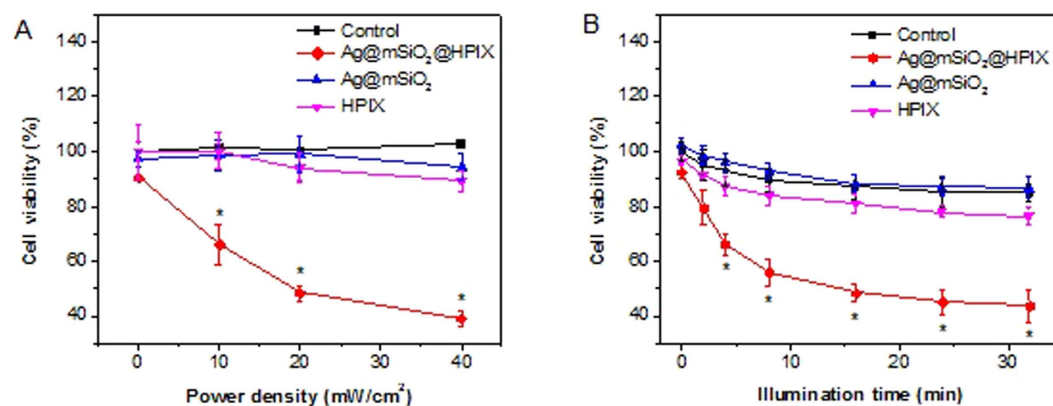 A
140
120
100
80
60
40
Cell viability (%)
Control
Ag@mSiO₂@HPIX
Ag@mSiO₂
HPIX
*
*
*
0 10 20 30 40
Power density (mW/cm²)
B
140
120
100
80
60
40
Cell viability (%)
Control
Ag@mSiO₂@HPIX
Ag@mSiO₂
HPIX
*
*
*
*
*
0 10 20 30
Illumination time (min)